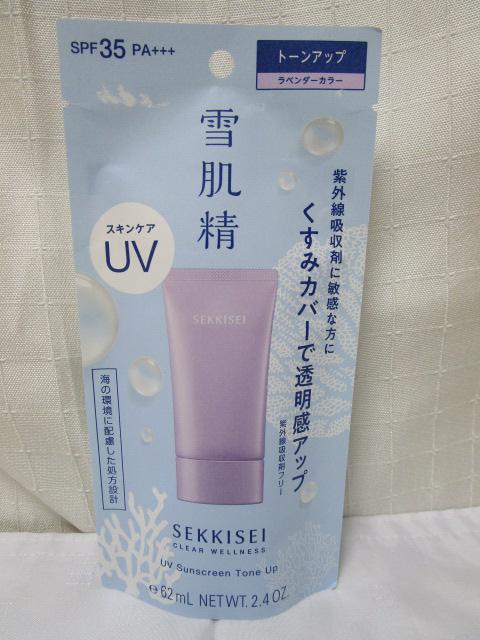 SPF35 PA+++
トーンアップ
ラベンダーカラー
雪肌精
スキンケア
UV
紫外線吸収剤に敏感な方に
くすみカバーで透明感アップ
紫外線吸収剤フリー
SEKKISEI
海の環境に配慮した処方設計
SEKKISEI
CLEAR WELLNESS
UV Sunscreen Tone Up
℮62mL NET WT. 2.4 OZ.